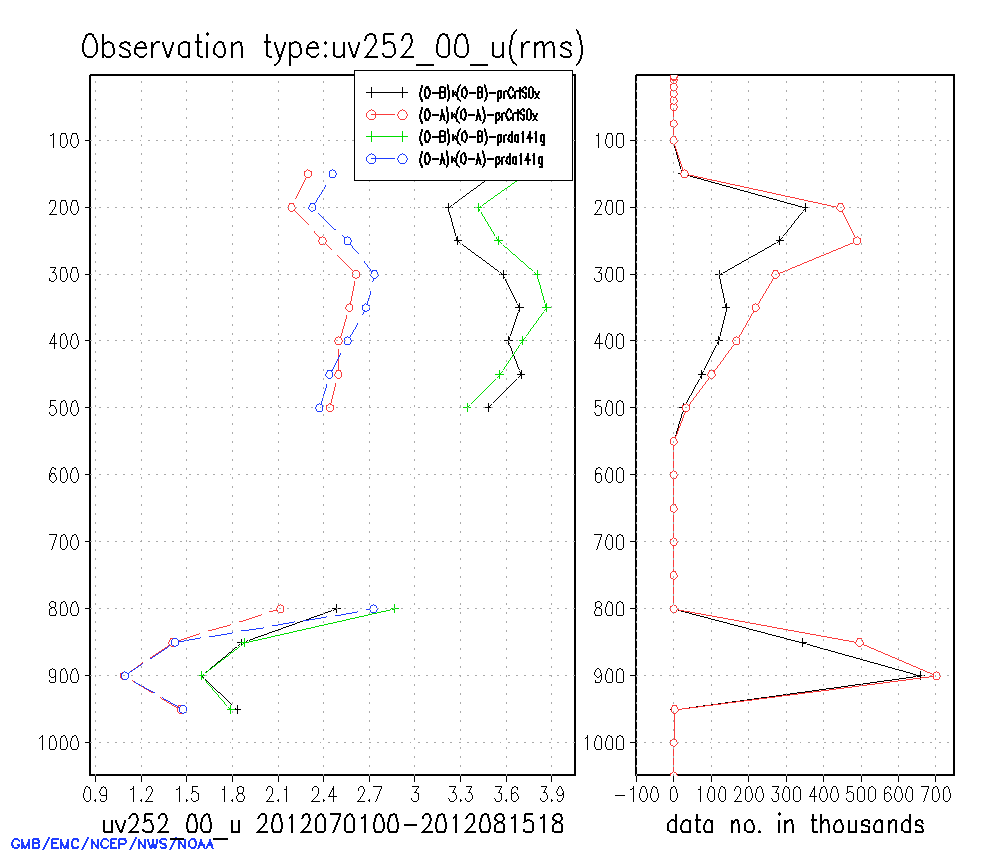 Observation type:uv252_00_u(rms)
(O-B)*(O-B)-prCrtS0x
(O-A)*(O-A)-prCrtS0x
(O-B)*(O-B)-prda141g
(O-A)*(O-A)-prda141g
100
200
300
400
500
600
700
800
900
1000
0.9 1.2 1.5 1.8 2.1 2.4 2.7 3 3.3 3.6 3.9
uv252_00_u 2012070100-2012081518
100
200
300
400
500
600
700
800
900
1000
-100 0 100 200 300 400 500 600 700
data no. in thousands
GMB/EMC/NCEP/NWS/NOAA